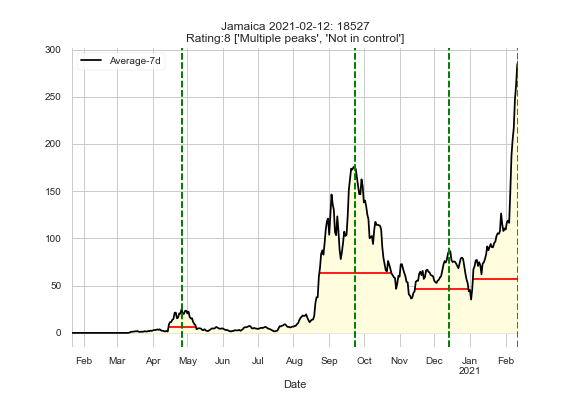 Jamaica 2021-02-12: 18527
Rating:8 ['Multiple peaks', 'Not in control']
300
Average-7d
250
200
150
100
50
0
Feb Mar Apr May Jun Jul Aug Sep Oct Nov Dec Jan Feb
2021
Date